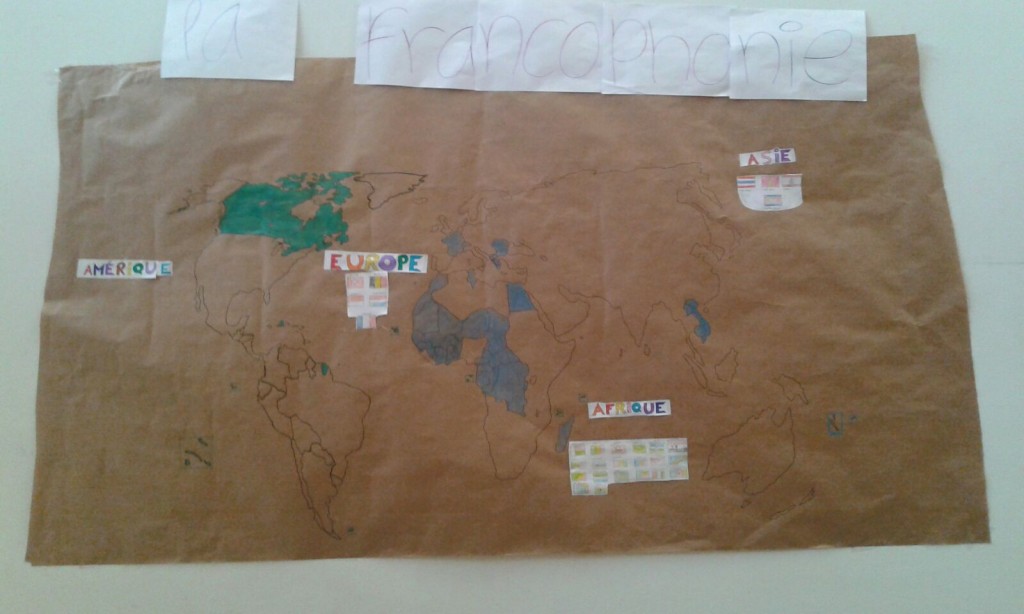 la francophonie
ASiE
AMÉRIQUE
EUROPE
AFRIQUE